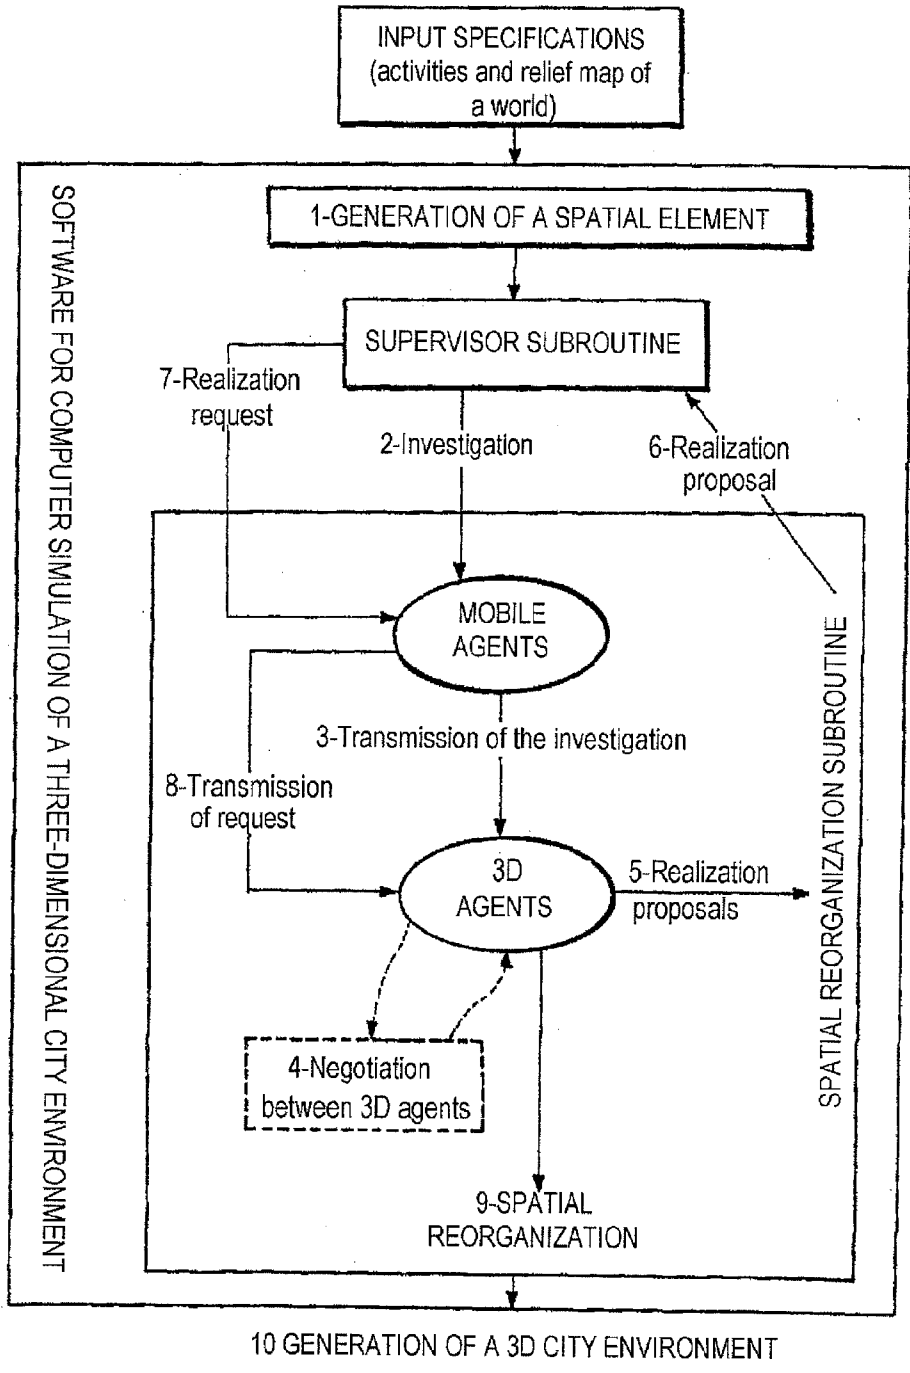 INPUT SPECIFICATIONS
(activities and relief map of
a world)
SOFTWARE FOR COMPUTER SIMULATION OF A THREE-DIMENSIONAL CITY ENVIRONMENT
1-GENERATION OF A SPATIAL ELEMENT
SUPERVISOR SUBROUTINE
7-Realization
request
2-Investigation
6-Realization
proposal
MOBILE
AGENTS
3-Transmission of the investigation
8-Transmission
of request
3D
AGENTS
5-Realization
proposals
SPATIAL REORGANIZATION SUBROUTINE
4-Negotiation
between 3D agents
9-SPATIAL
REORGANIZATION
10 GENERATION OF A 3D CITY ENVIRONMENT